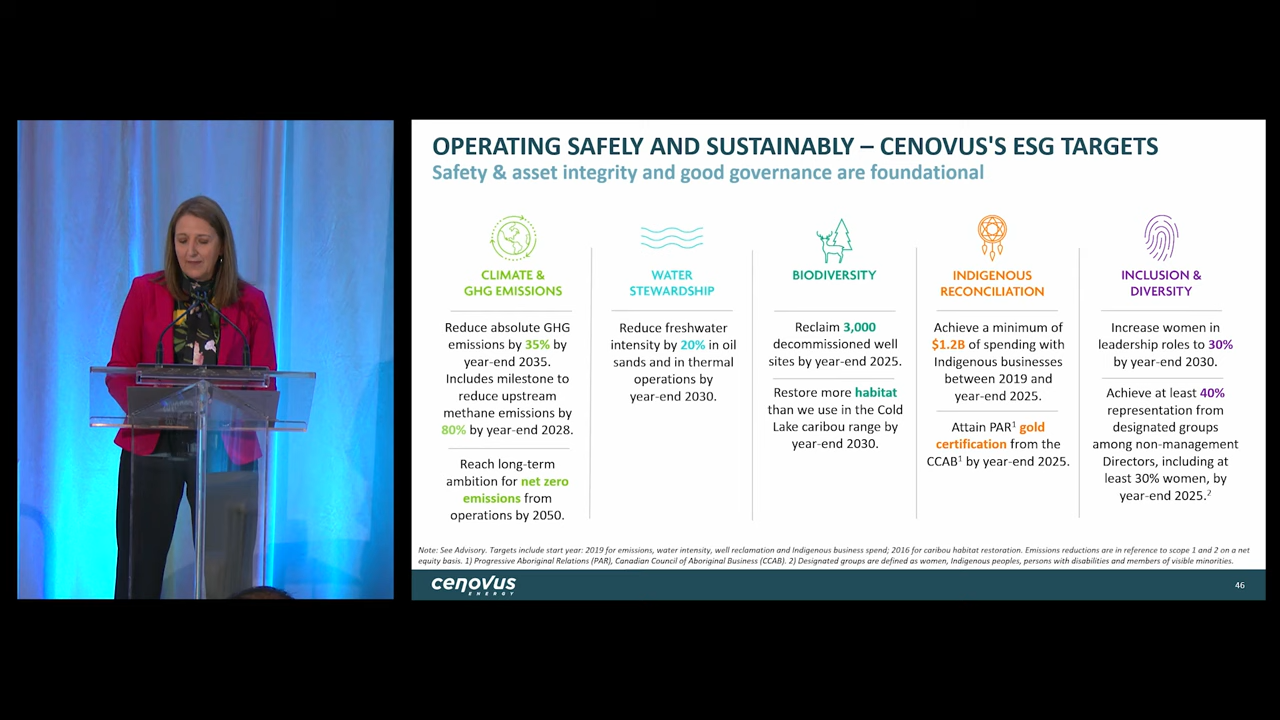 OPERATING SAFELY AND SUSTAINABLY – CENOVUS'S ESG TARGETS
Safety & asset integrity and good governance are foundational
CLIMATE &
GHG EMISSIONS
Reduce absolute GHG
emissions by 35% by
year-end 2035.
Includes milestone to
reduce upstream
methane emissions by
80% by year-end 2028.
Reach long-term
ambition for net zero
emissions from
operations by 2050.
WATER
STEWARDSHIP
Reduce freshwater
intensity by 20% in oil
sands and in thermal
operations by
year-end 2030.
BIODIVERSITY
Reclaim 3,000
decommissioned well
sites by year-end 2025.
Restore more habitat
than we use in the Cold
Lake caribou range by
year-end 2030.
INDIGENOUS
RECONCILIATION
Achieve a minimum of
$1.2B of spending with
Indigenous businesses
between 2019 and
year-end 2025.
Attain PAR¹ gold
certification from the
CCAB¹ by year-end 2025.
INCLUSION &
DIVERSITY
Increase women in
leadership roles to 30%
by year-end 2030.
Achieve at least 40%
representation from
designated groups
among non-management
Directors, including at
least 30% women, by
year-end 2025.²
Note: See Advisory. Targets include start year: 2019 for emissions, water intensity, well reclamation and Indigenous business spend; 2016 for caribou habitat restoration. Emissions reductions are in reference to scope 1 and 2 on a net
equity basis. 1) Progressive Aboriginal Relations (PAR), Canadian Council of Aboriginal Business (CCAB). 2) Designated groups are defined as women, Indigenous peoples, persons with disabilities and members of visible minorities.
cenovus
ENERGY
46